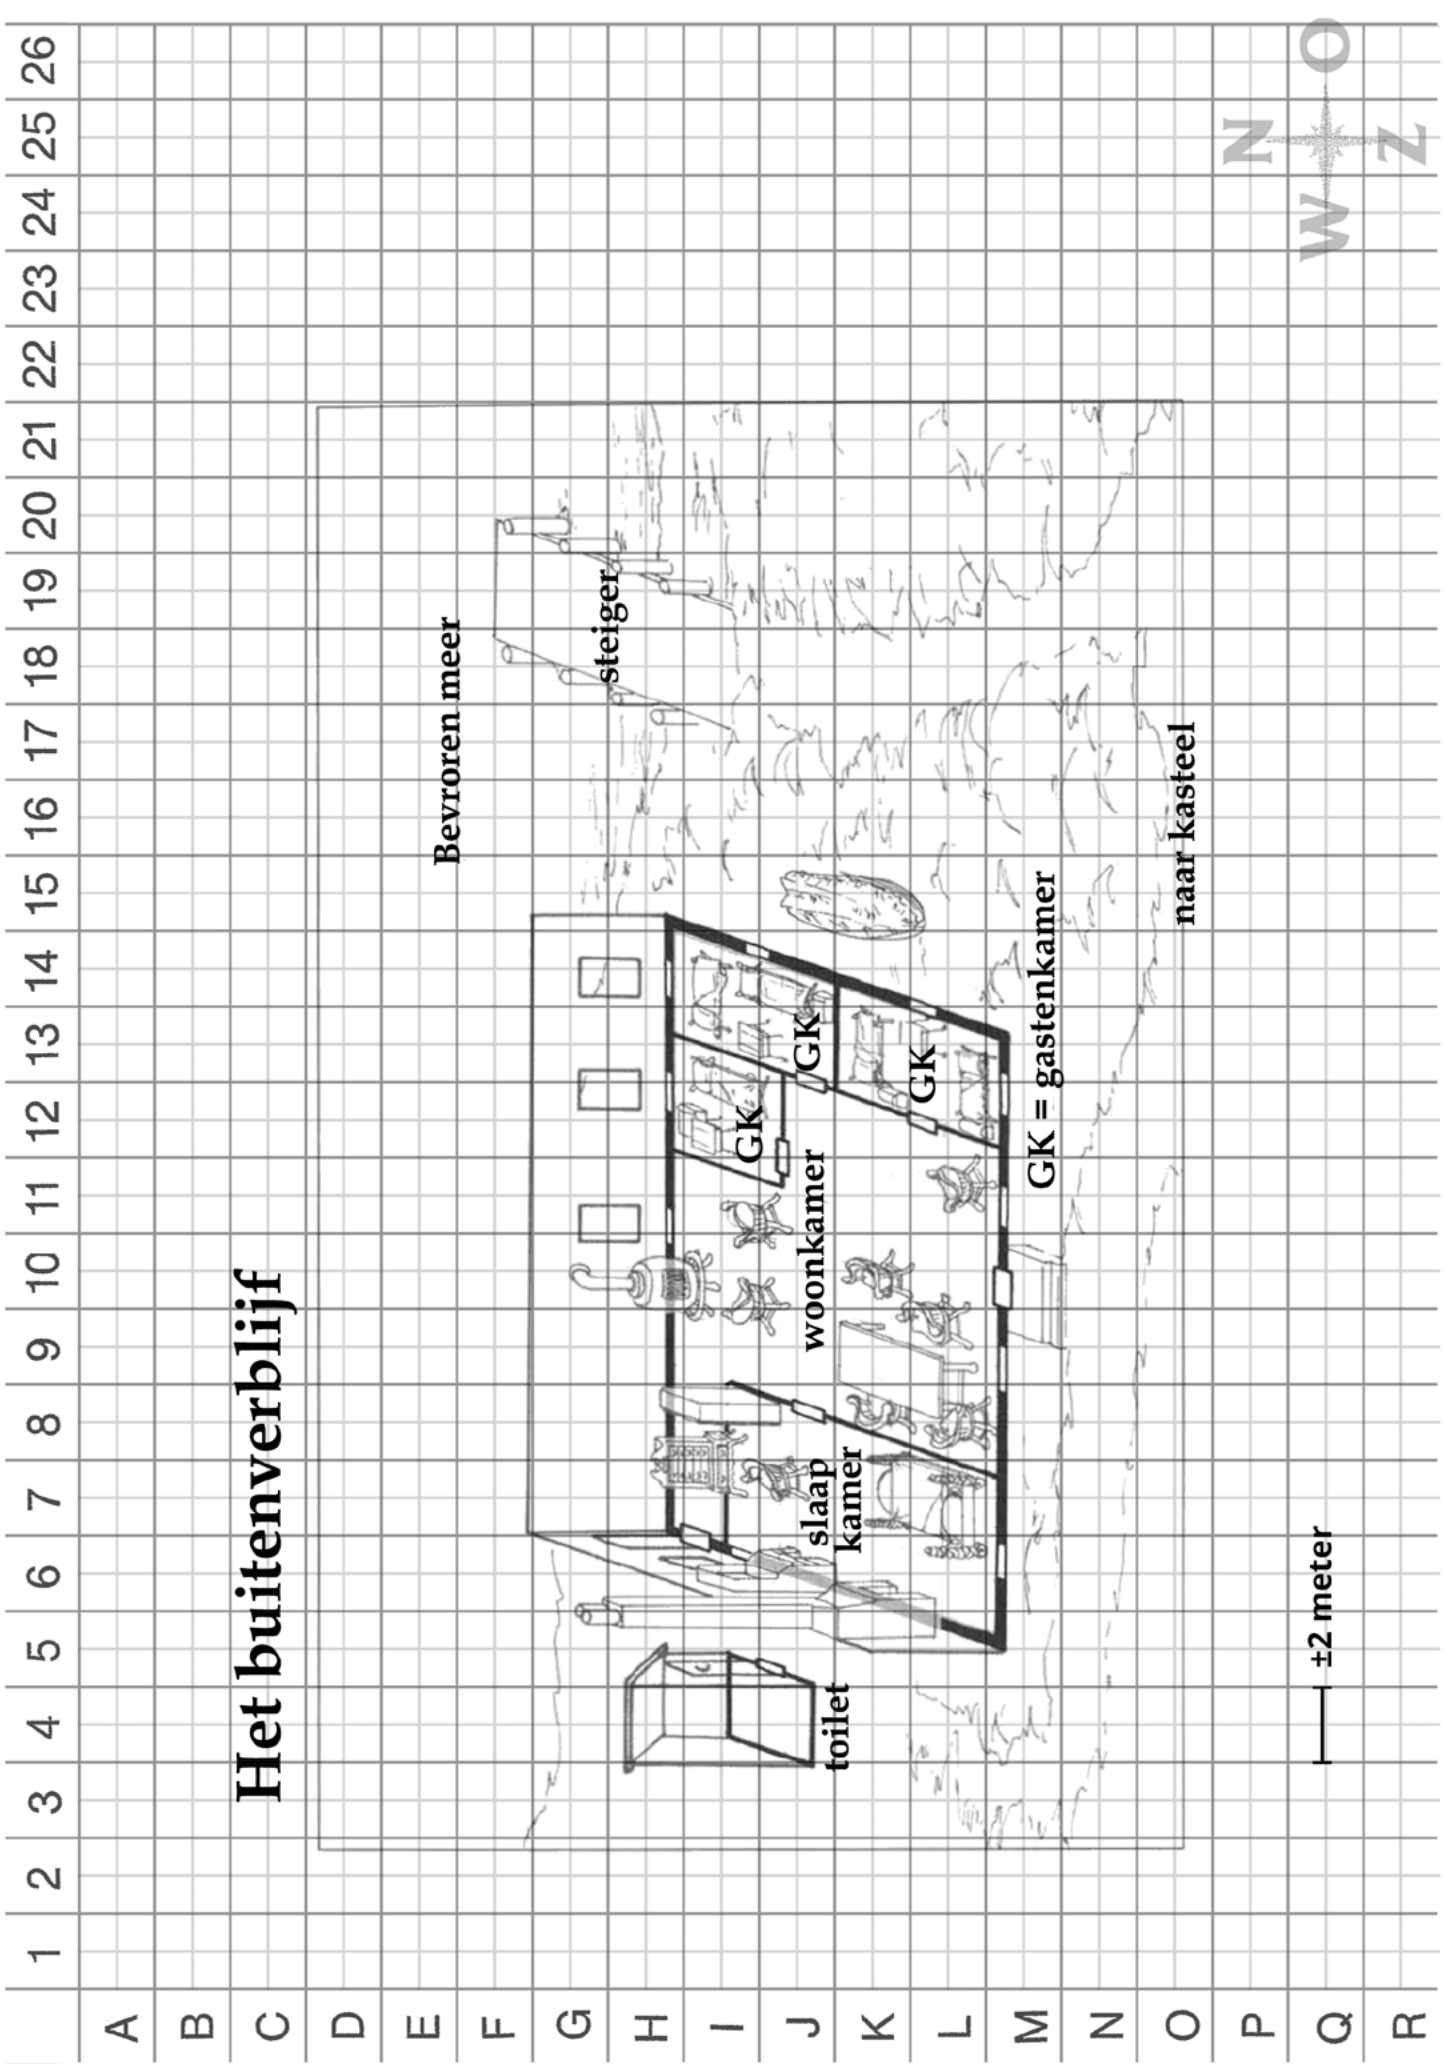 Het buitenverblijf
Bevroren meer
steiger
GK
GK
GK
woonkamer
slaap
kamer
toilet
GK = gastenkamer
naar kasteel
±2 meter
N
W O
Z
A
B
C
D
E
F
G
H
I
J
K
L
M
N
O
P
Q
R
1 2 3 4 5 6 7 8 9 10 11 12 13 14 15 16 17 18 19 20 21 22 23 24 25 26